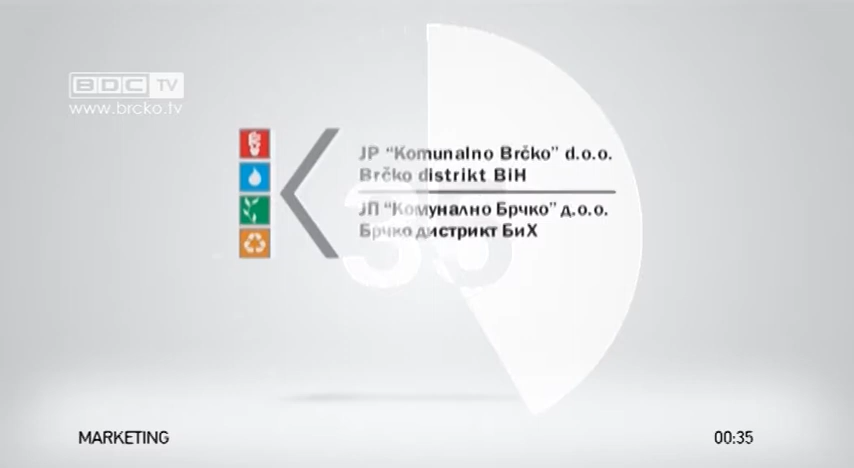 BDC TV
www.brcko.tv
JP “Komunalno Brčko” d.o.o.
Brčko distrikt BiH
ЈП “Комунално Брчко” д.о.о.
Брчко дистрикт БиХ
35
MARKETING
00:35